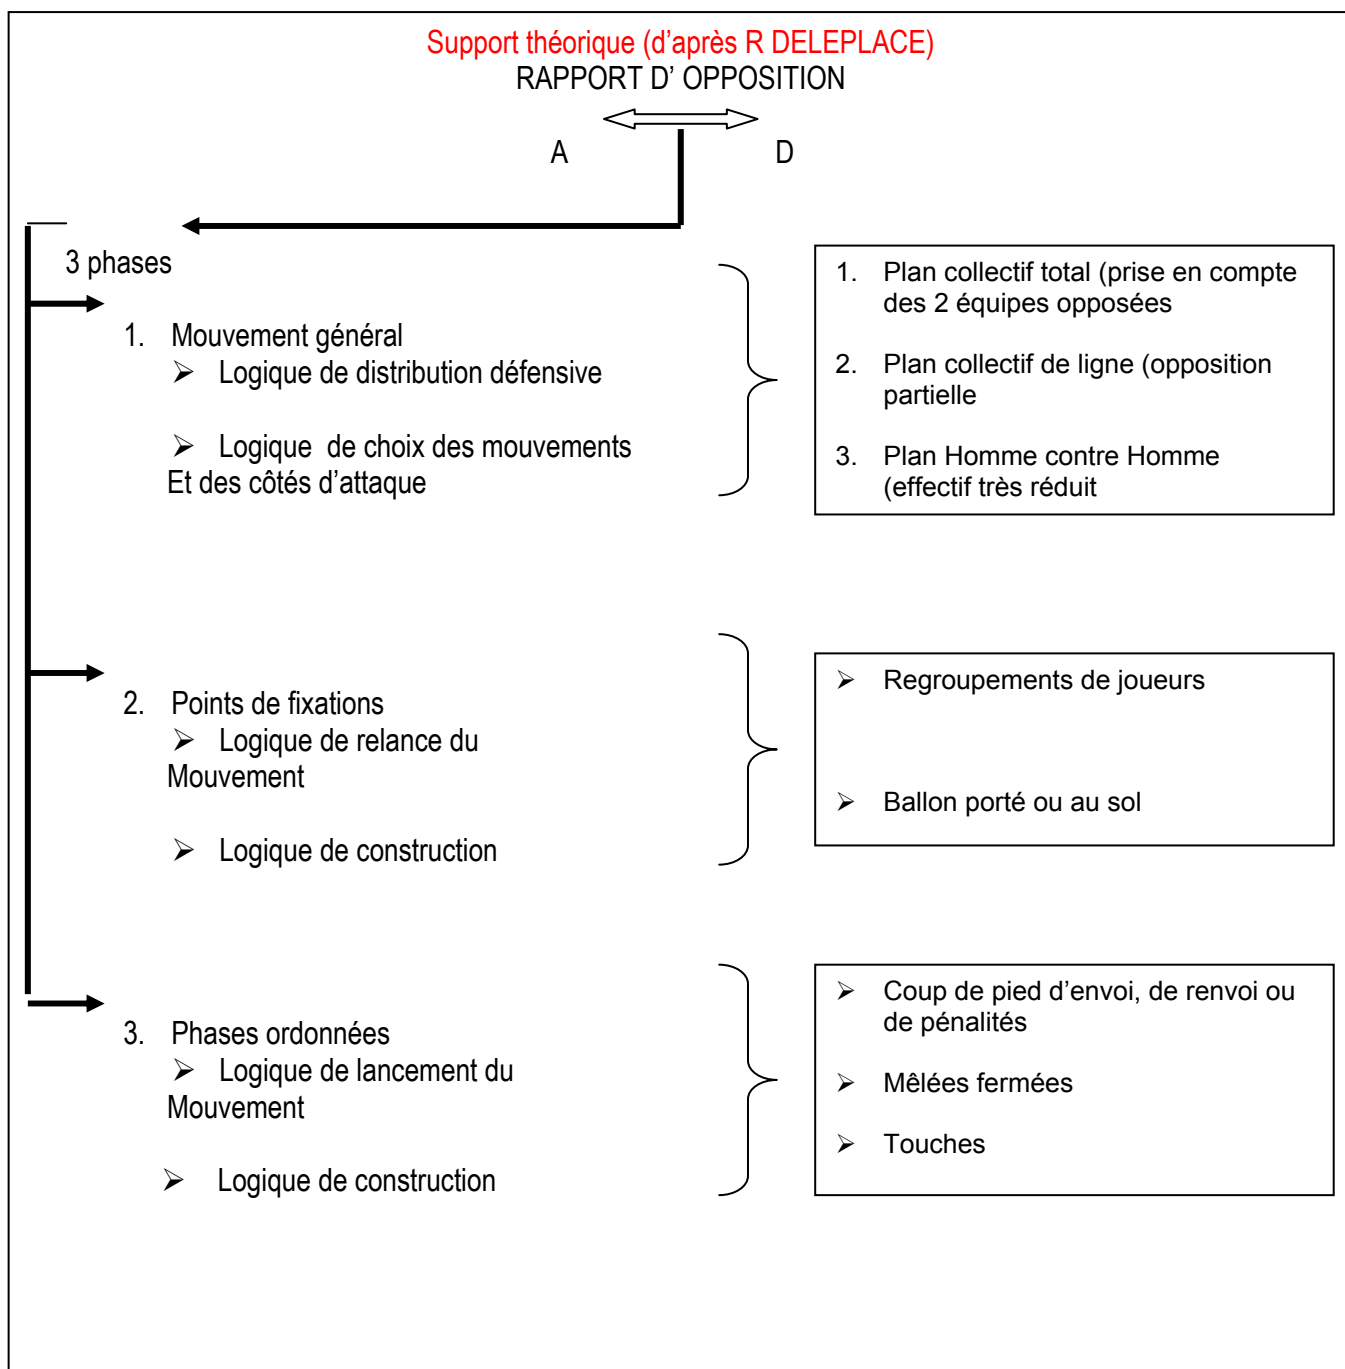 Support théorique (d’après R DELEPLACE)
RAPPORT D’ OPPOSITION
A D
3 phases
1. Mouvement général
➢ Logique de distribution défensive
➢ Logique de choix des mouvements
Et des côtés d’attaque
1. Plan collectif total (prise en compte
des 2 équipes opposées
2. Plan collectif de ligne (opposition
partielle
3. Plan Homme contre Homme
(effectif très réduit
2. Points de fixations
➢ Logique de relance du
Mouvement
➢ Logique de construction
➢ Regroupements de joueurs
➢ Ballon porté ou au sol
3. Phases ordonnées
➢ Logique de lancement du
Mouvement
➢ Logique de construction
➢ Coup de pied d’envoi, de renvoi ou
de pénalités
➢ Mêlées fermées
➢ Touches